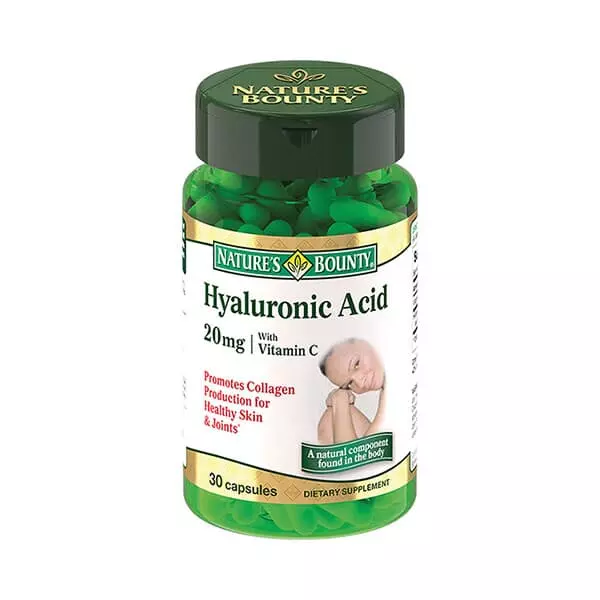 NATURE'S
BOUNTY
NATURE'S BOUNTY®
Hyaluronic Acid
20mg | With
Vitamin C
Promotes Collagen
Production for
Healthy Skin
& Joints*
A natural component
found in the body
30 capsules
DIETARY SUPPLEMENT